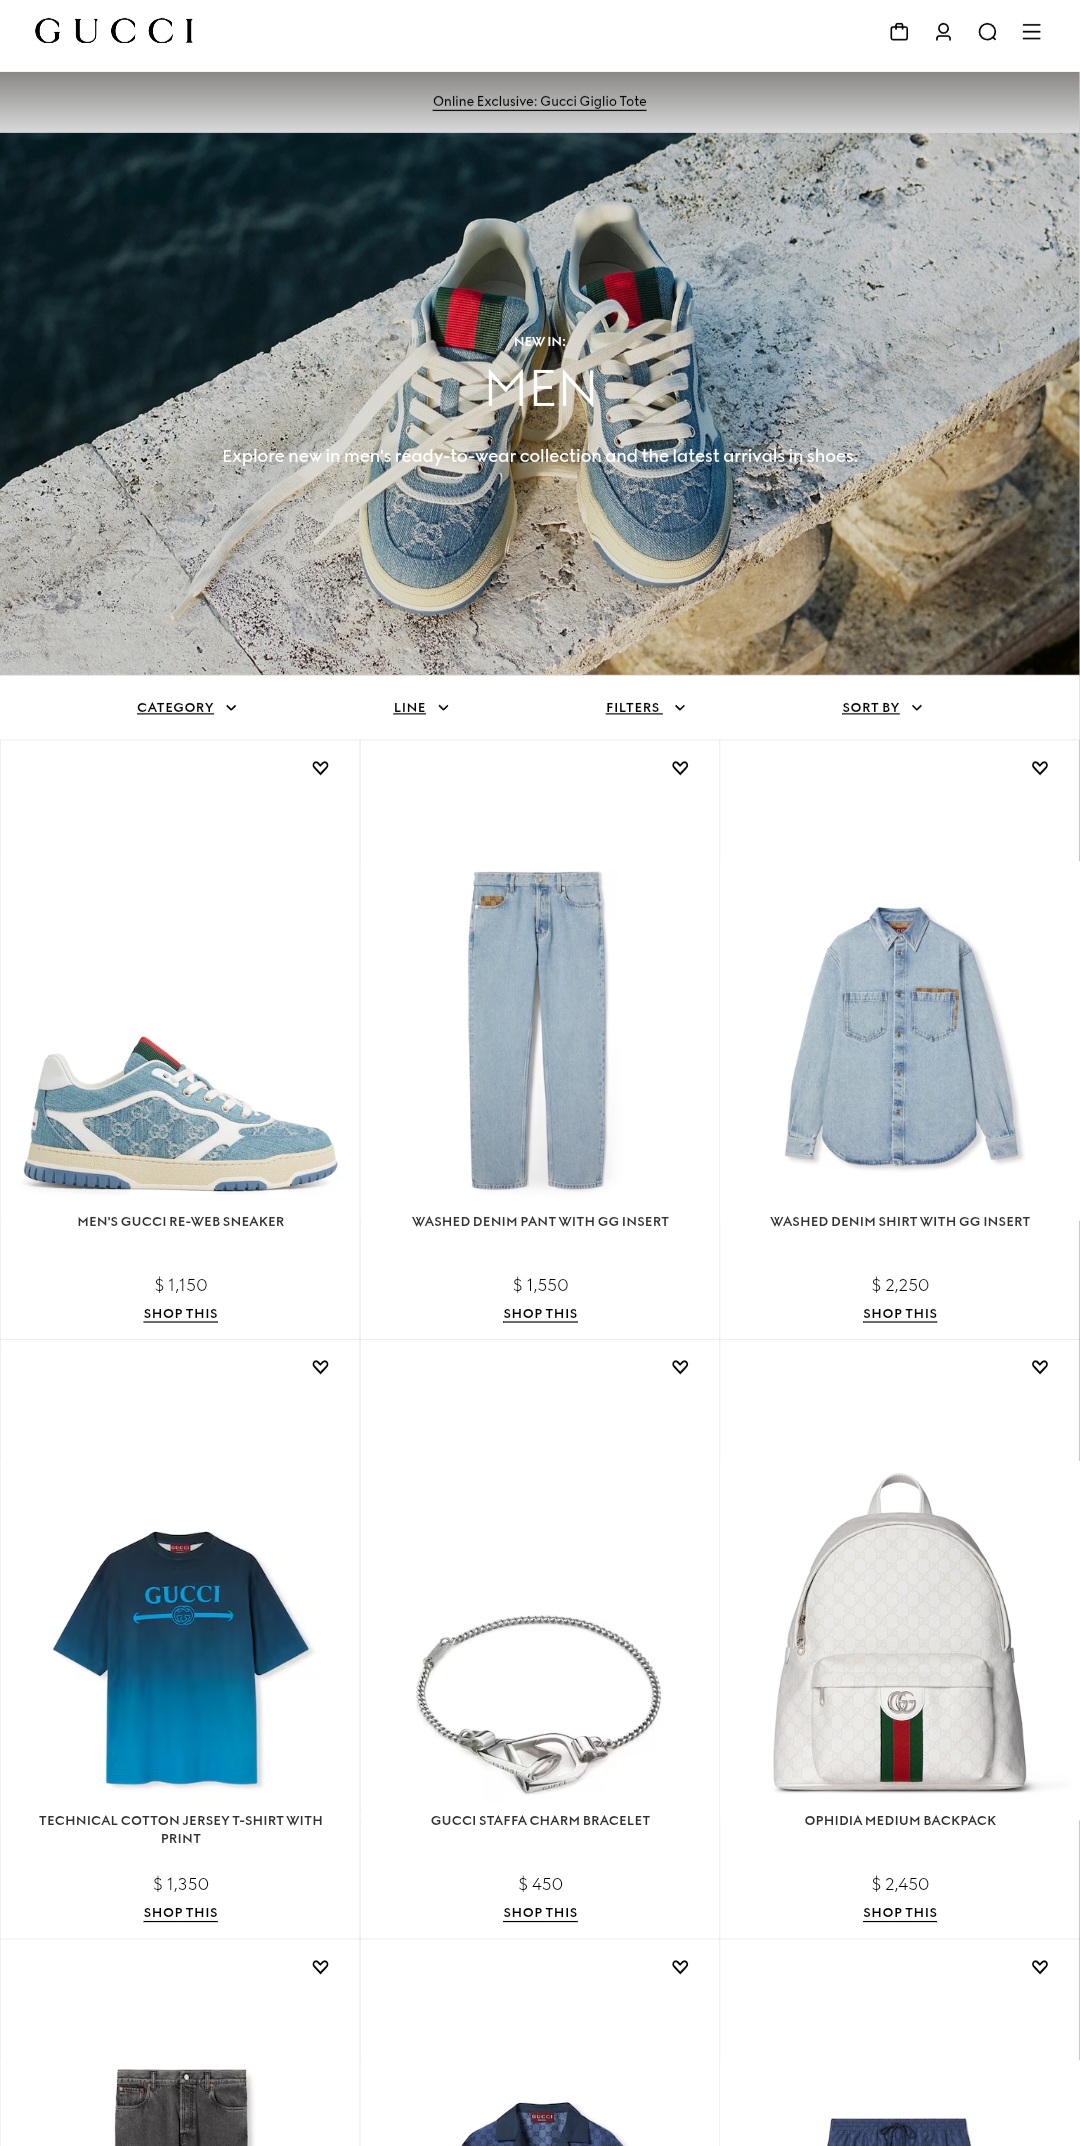 GUCCI
Online Exclusive: Gucci Giglio Tote
NEW IN:
MEN
Explore new in men's ready-to-wear collection and the latest arrivals in shoes.
CATEGORY
LINE
FILTERS
SORT BY
MEN'S GUCCI RE-WEB SNEAKER
$ 1,150
SHOP THIS
WASHED DENIM PANT WITH GG INSERT
$ 1,550
SHOP THIS
WASHED DENIM SHIRT WITH GG INSERT
$ 2,250
SHOP THIS
GUCCI
GUCCI
TECHNICAL COTTON JERSEY T-SHIRT WITH
PRINT
$ 1,350
SHOP THIS
GUCCI
GUCCI STAFFA CHARM BRACELET
$ 450
SHOP THIS
OPHIDIA MEDIUM BACKPACK
$ 2,450
SHOP THIS
GUCCI